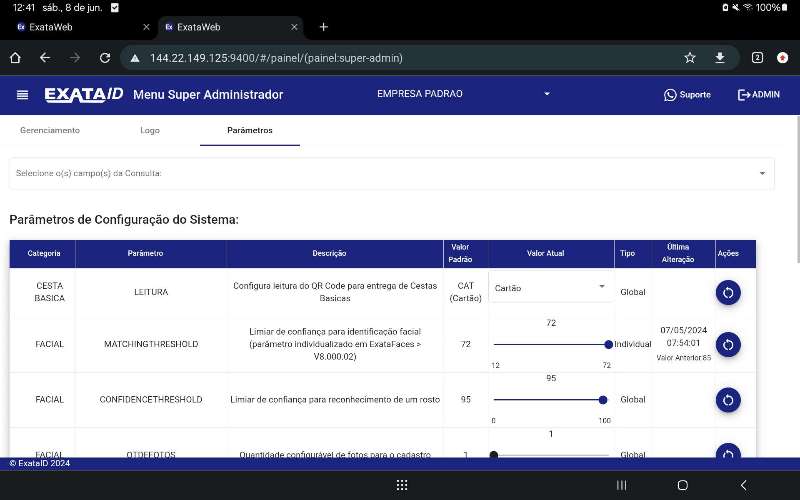 12:41 sáb., 8 de jun.
100%
Ex ExataWeb
Ex ExataWeb
144.22.149.125:9400/#/painel/(painel:super-admin)
2
EXATAID Menu Super Administrador
EMPRESA PADRAO
Suporte
ADMIN
Gerenciamento
Logo
Parâmetros
Selecione o(s) campo(s) da Consulta:
Parâmetros de Configuração do Sistema:
Categoria
Parâmetro
Descrição
Valor
Padrão
Valor Atual
Tipo
Última
Alteração
Ações
CESTA
BASICA
LEITURA
Configura leitura do QR Code para entrega de Cestas
Basicas
CAT
(Cartão)
Cartão
Global
FACIAL
MATCHINGTHRESHOLD
Limiar de confiança para identificação facial
(parâmetro individualizado em ExataFaces >
V8.000.02)
72
72
12
72
Individual
07/05/2024
07:54:01
Valor Anterior:85
FACIAL
CONFIDENCETHRESHOLD
Limiar de confiança para reconhecimento de um rosto
95
95
0
100
Global
FACIAL
QTDEFOTOS
Quantidade configurável de fotos para o cadastro
1
1
Global
© ExataID 2024